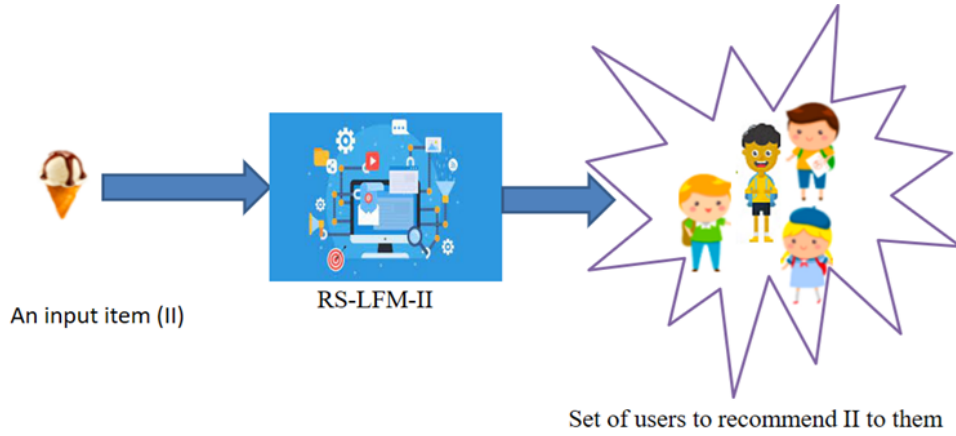 An input item (II)
RS-LFM-II
Set of users to recommend II to them